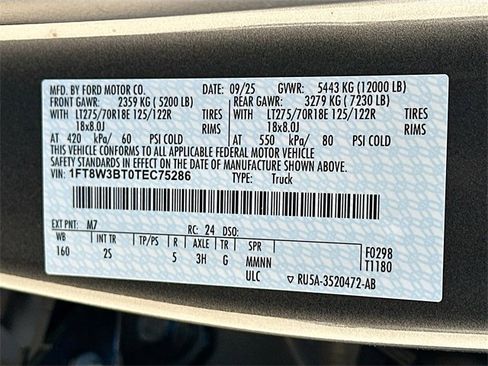 MFD. BY FORD MOTOR CO. DATE: 09/25 GVWR: 5443 KG (12000 LB)
FRONT GAWR: 2359 KG ( 5200 LB) REAR GAWR: 3279 KG ( 7230 LB)
WITH LT275/70R18E 125/122R TIRES WITH LT275/70R18E 125/122R TIRES
18x8.0J RIMS 18x8.0J RIMS
AT 420 kPa/ 60 PSI COLD AT 550 kPa/ 80 PSI COLD
THIS VEHICLE CONFORMS TO ALL APPLICABLE FEDERAL MOTOR VEHICLE
SAFETY STANDARDS IN EFFECT ON THE DATE OF MANUFACTURE SHOWN ABOVE.
VIN: 1FT8W3BT0TEC75286 TYPE: Truck
EXT PNT: M7 RC: 24 DSO:
WB INT TR TP/PS R AXLE TR SPR F0298
160 2S 5 3H G MMNN T1180
ULC RU5A-3520472-AB